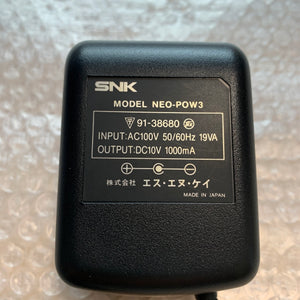 SNK
MODEL NEO-POW3
91-38680
INPUT:AC100V 50/60Hz 19VA
OUTPUT:DC10V 1000mA
株式会社 エス・エヌ・ケイ
MADE IN JAPAN